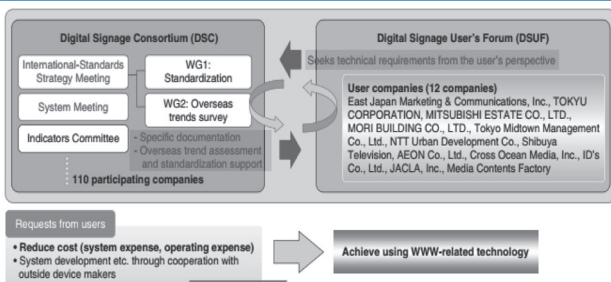 Digital Signage Consortium (DSC)
International-Standards
Strategy Meeting
WG1:
Standardization
System Meeting
WG2: Overseas
trends survey
Indicators Committee
- Specific documentation
- Overseas trend assessment
and standardization support
110 participating companies
Seeks technical requirements from the user's perspective
Digital Signage User's Forum (DSUF)
User companies (12 companies)
East Japan Marketing & Communications, Inc., TOKYU
CORPORATION, MITSUBISHI ESTATE CO., LTD.,
MORI BUILDING CO., LTD., Tokyo Midtown Management
Co., Ltd., NTT Urban Development Co., Shibuya
Television, AEON Co., Ltd., Cross Ocean Media, Inc., ID's
Co., Ltd., JACLA, Inc., Media Contents Factory
Requests from users
• Reduce cost (system expense, operating expense)
• System development etc. through cooperation with
outside device makers
Achieve using WWW-related technology